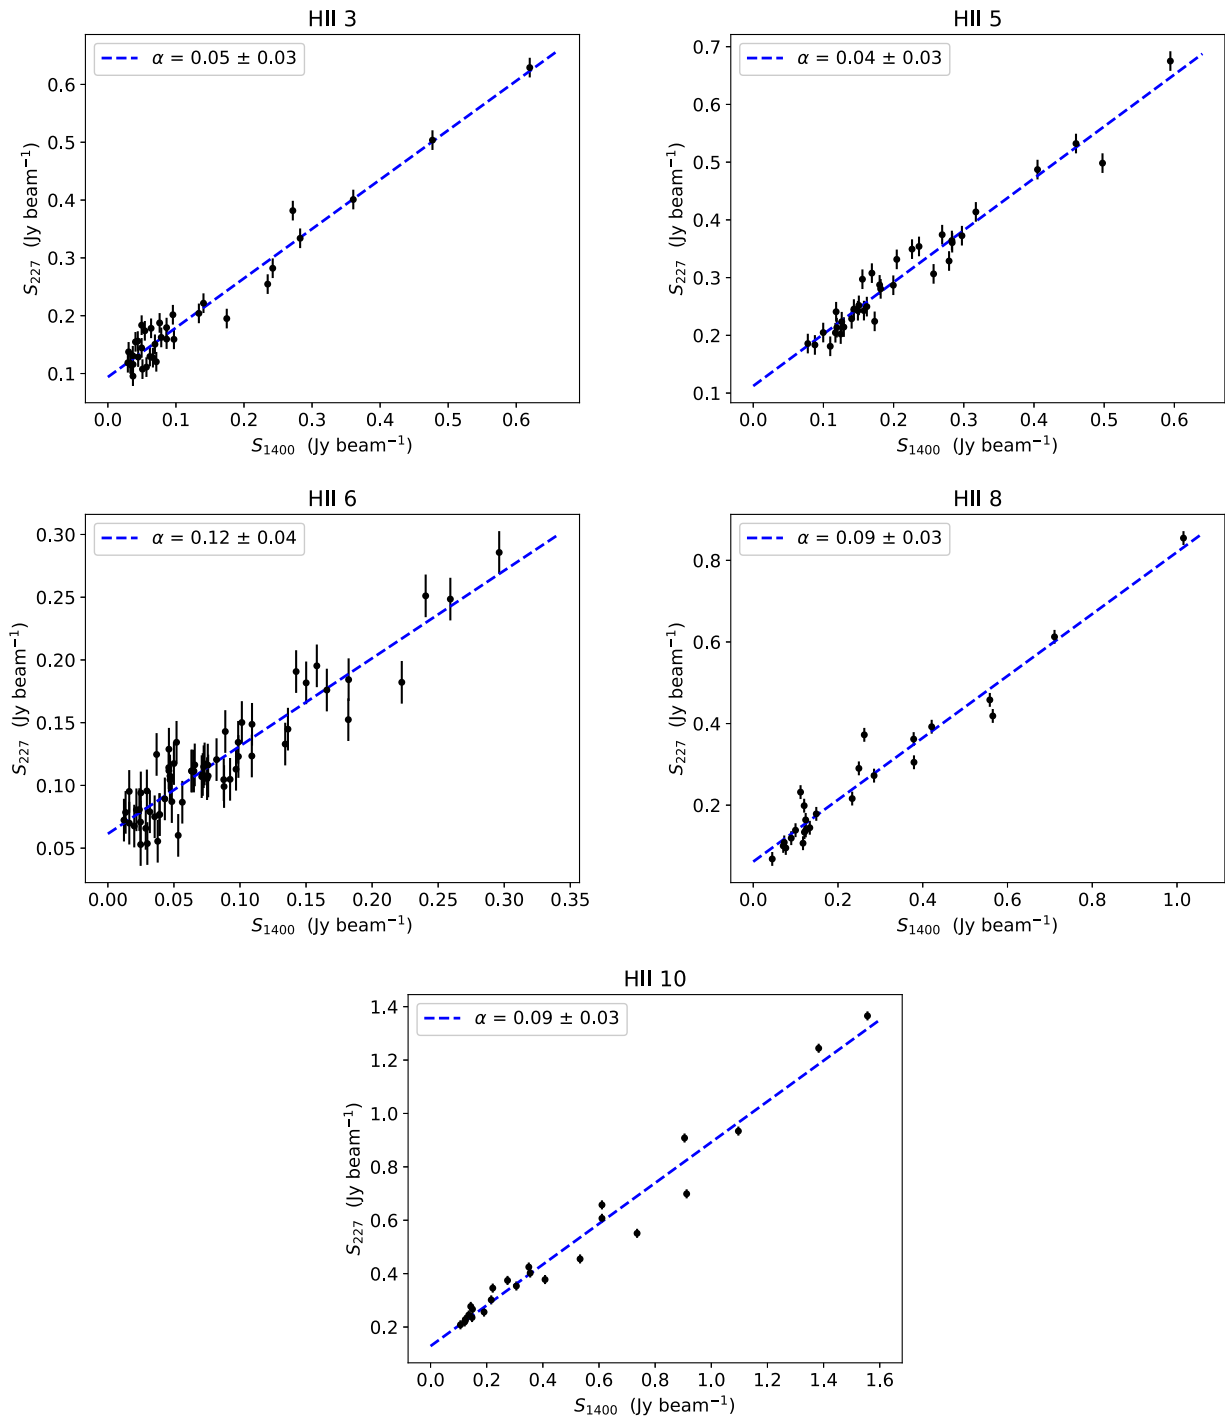 HII 3
α = 0.05 ± 0.03
0.6
0.5
0.4
0.3
0.2
0.1
S₂₂₇ (Jy beam⁻¹)
0.0 0.1 0.2 0.3 0.4 0.5 0.6
S₁₄₀₀ (Jy beam⁻¹)
HII 5
α = 0.04 ± 0.03
0.7
0.6
0.5
0.4
0.3
0.2
0.1
S₂₂₇ (Jy beam⁻¹)
0.0 0.1 0.2 0.3 0.4 0.5 0.6
S₁₄₀₀ (Jy beam⁻¹)
HII 6
α = 0.12 ± 0.04
0.30
0.25
0.20
0.15
0.10
0.05
S₂₂₇ (Jy beam⁻¹)
0.00 0.05 0.10 0.15 0.20 0.25 0.30 0.35
S₁₄₀₀ (Jy beam⁻¹)
HII 8
α = 0.09 ± 0.03
0.8
0.6
0.4
0.2
S₂₂₇ (Jy beam⁻¹)
0.0 0.2 0.4 0.6 0.8 1.0
S₁₄₀₀ (Jy beam⁻¹)
HII 10
α = 0.09 ± 0.03
1.4
1.2
1.0
0.8
0.6
0.4
0.2
S₂₂₇ (Jy beam⁻¹)
0.0 0.2 0.4 0.6 0.8 1.0 1.2 1.4 1.6
S₁₄₀₀ (Jy beam⁻¹)